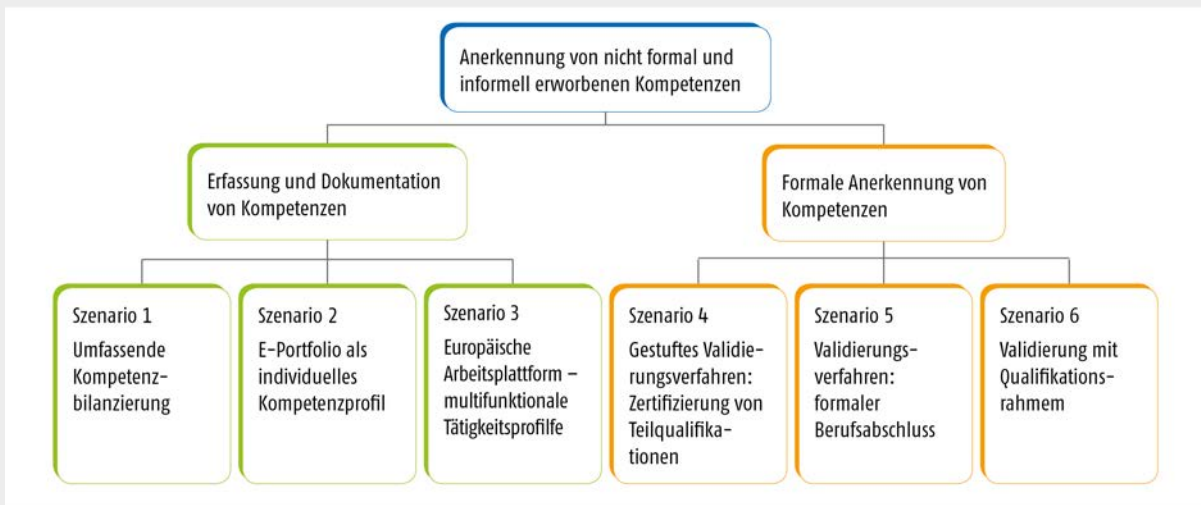 Anerkennung von nicht formal und
informell erworbenen Kompetenzen
Erfassung und Dokumentation
von Kompetenzen
Formale Anerkennung von
Kompetenzen
Szenario 1
Umfassende
Kompetenz-
bilanzierung
Szenario 2
E-Portfolio als
individuelles
Kompetenzprofil
Szenario 3
Europäische
Arbeitsplattform –
multifunktionale
Tätigkeitsprofilfe
Szenario 4
Gestuftes Validie-
rungsverfahren:
Zertifizierung von
Teilqualifika-
tionen
Szenario 5
Validierungs-
verfahren:
formaler
Berufsabschluss
Szenario 6
Validierung mit
Qualifikations-
rahmem